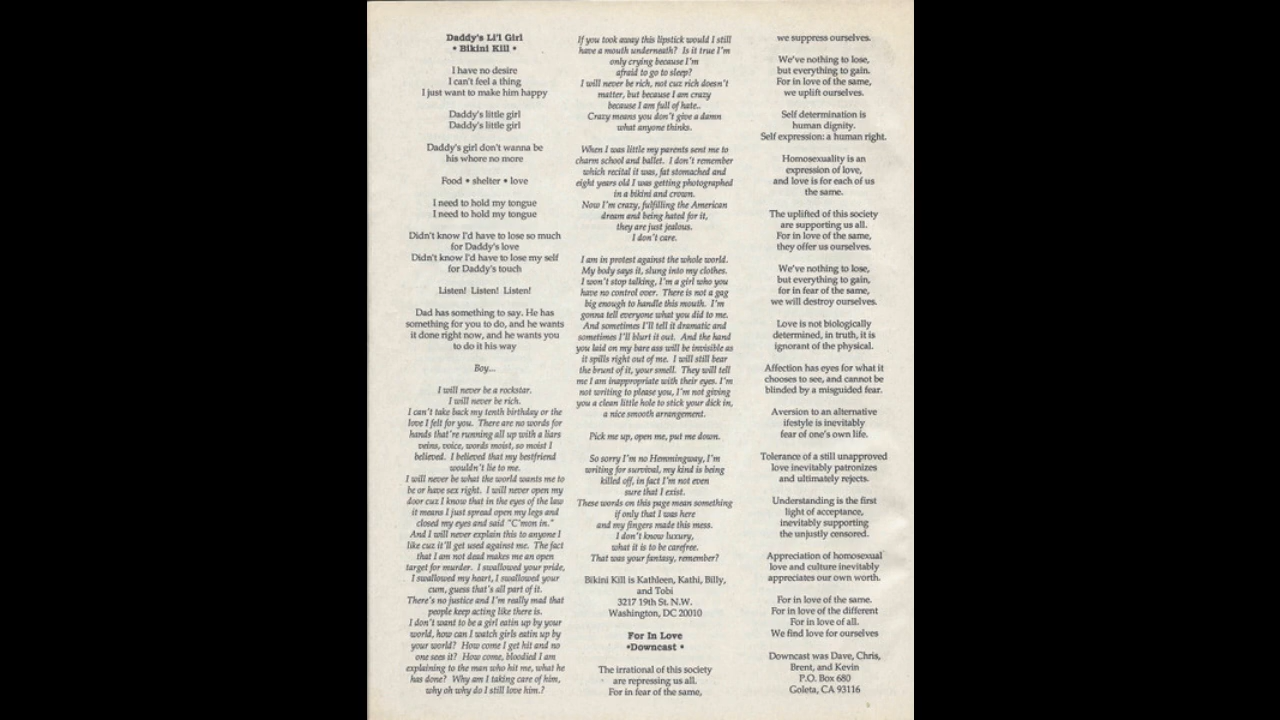 Daddy's Li'l Girl
• Bikini Kill •
I have no desire
I can't feel a thing
I just want to make him happy
Daddy's little girl
Daddy's little girl
Daddy's girl don't wanna be
his whore no more
Food • shelter • love
I need to hold my tongue
I need to hold my tongue
Didn't know I'd have to lose so much
for Daddy's love
Didn't know I'd have to lose my self
for Daddy's touch
Listen! Listen! Listen!
Dad has something to say. He has
something for you to do, and he wants
it done right now, and he wants you
to do it his way
Boy...
I will never be a rockstar.
I will never be rich.
I can't take back my tenth birthday or the
love I felt for you. There are no words for
hands that're running all up with a liars
veins, voice, words moist, so moist I
believed. I believed that my bestfriend
wouldn't lie to me.
I will never be what the world wants me to
be or have sex right. I will never open my
door cuz I know that in the eyes of the law
it means I just spread open my legs and
closed my eyes and said "C'mon in."
And I will never explain this to anyone I
like cuz it'll get used against me. The fact
that I am not dead makes me an open
target for murder. I swallowed your pride,
I swallowed my heart, I swallowed your
cum, guess that's all part of it.
There's no justice and I'm really mad that
people keep acting like there is.
I don't want to be a girl eatin up by your
world, how can I watch girls eatin up by
your world? How come I get hit and no
one sees it? How come, bloodied I am
explaining to the man who hit me, what he
has done? Why am I taking care of him,
why oh why do I still love him.?
If you took away this lipstick would I still
have a mouth underneath? Is it true I'm
only crying because I'm
afraid to go to sleep?
I will never be rich, not cuz rich doesn't
matter, but because I am crazy
because I am full of hate..
Crazy means you don't give a damn
what anyone thinks.
When I was little my parents sent me to
charm school and ballet. I don't remember
which recital it was, fat stomached and
eight years old I was getting photographed
in a bikini and crown.
Now I'm crazy, fulfilling the American
dream and being hated for it,
they are just jealous.
I don't care.
I am in protest against the whole world.
My body says it, slung into my clothes.
I won't stop talking, I'm a girl who you
have no control over. There is not a gag
big enough to handle this mouth. I'm
gonna tell everyone what you did to me.
And sometimes I'll tell it dramatic and
sometimes I'll blurt it out. And the hand
you laid on my bare ass will be invisible as
it spills right out of me. I will still bear
the brunt of it, your smell. They will tell
me I am inappropriate with their eyes. I'm
not writing to please you, I'm not giving
you a clean little hole to stick your dick in,
a nice smooth arrangement.
Pick me up, open me, put me down.
So sorry I'm no Hemmingway, I'm
writing for survival, my kind is being
killed off, in fact I'm not even
sure that I exist.
These words on this page mean something
if only that I was here
and my fingers made this mess.
I don't know luxury,
what it is to be carefree.
That was your fantasy, remember?
Bikini Kill is Kathleen, Kathi, Billy,
and Tobi
3217 19th St. N.W.
Washington, DC 20010
For In Love
•Downcast •
The irrational of this society
are repressing us all.
For in fear of the same,
we suppress ourselves.
We've nothing to lose,
but everything to gain.
For in love of the same,
we uplift ourselves.
Self determination is
human dignity.
Self expression: a human right.
Homosexuality is an
expression of love,
and love is for each of us
the same.
The uplifted of this society
are supporting us all.
For in love of the same,
they offer us ourselves.
We've nothing to lose,
but everything to gain,
for in fear of the same,
we will destroy ourselves.
Love is not biologically
determined, in truth, it is
ignorant of the physical.
Affection has eyes for what it
chooses to see, and cannot be
blinded by a misguided fear.
Aversion to an alternative
ifestyle is inevitably
fear of one's own life.
Tolerance of a still unapproved
love inevitably patronizes
and ultimately rejects.
Understanding is the first
light of acceptance,
inevitably supporting
the unjustly censored.
Appreciation of homosexual
love and culture inevitably
appreciates our own worth.
For in love of the same.
For in love of the different
For in love of all.
We find love for ourselves
Downcast was Dave, Chris,
Brent, and Kevin
P.O. Box 680
Goleta, CA 93116